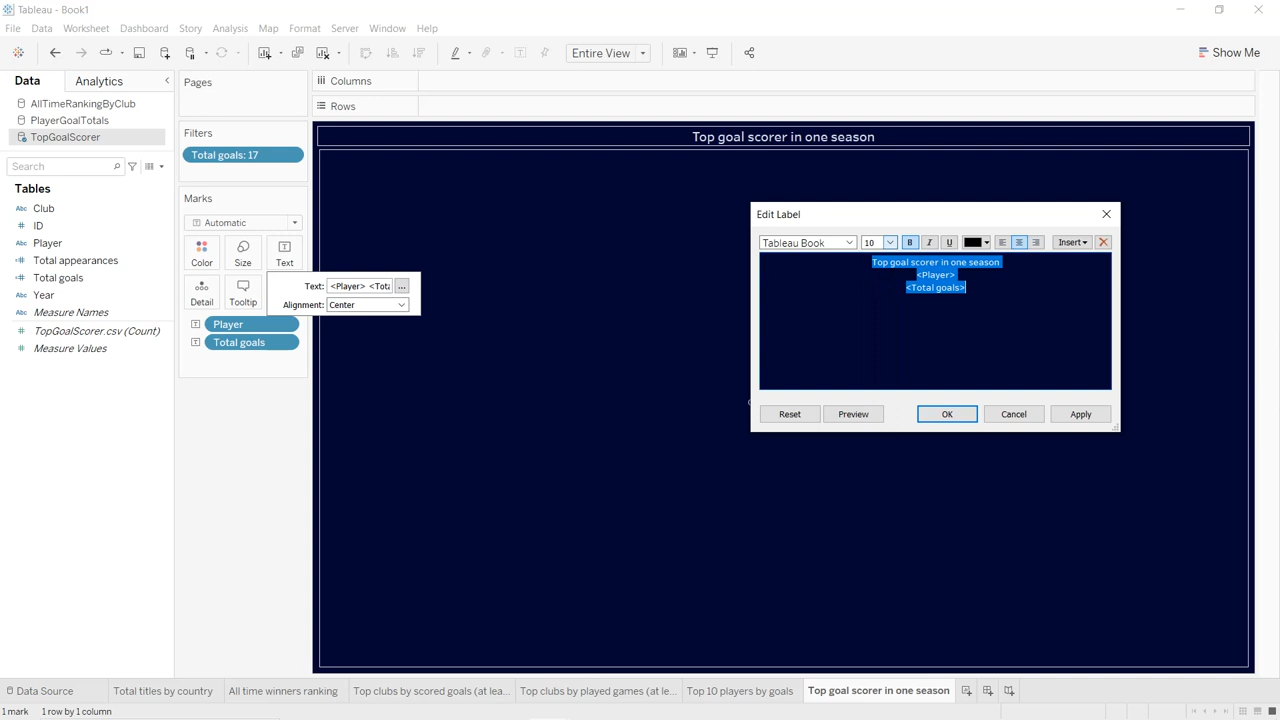 Tableau - Book1
File Data Worksheet Dashboard Story Analysis Map Format Server Window Help
Entire View
Show Me
Data Analytics
AllTimeRankingByClub
PlayerGoalTotals
TopGoalScorer
Search
Tables
Abc Club
# ID
Abc Player
Total appearances
Total goals
Abc Year
Abc Measure Names
# TopGoalScorer.csv (Count)
# Measure Values
Pages
Filters
Total goals: 17
Marks
Automatic
Color Size Text
Detail Tooltip
Text: <Player> <Tota ...
Alignment: Center
Player
Total goals
Columns
Rows
Top goal scorer in one season
Edit Label
Tableau Book 10 B I U Insert
Top goal scorer in one season
<Player>
<Total goals>
Reset Preview OK Cancel Apply
Data Source Total titles by country All time winners ranking Top clubs by scored goals (at lea... Top clubs by played games (at le... Top 10 players by goals Top goal scorer in one season
1 mark 1 row by 1 column